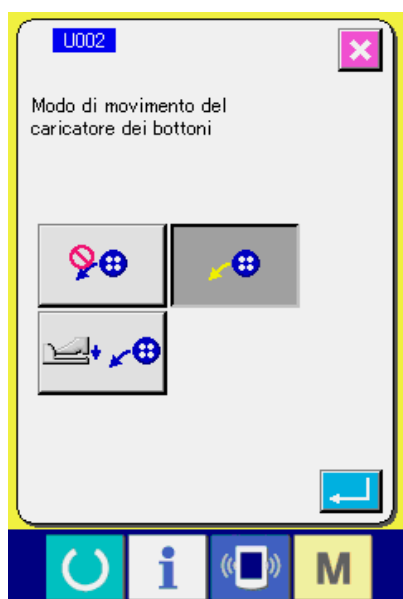 U002
Modo di movimento del
caricatore dei bottoni
i
M